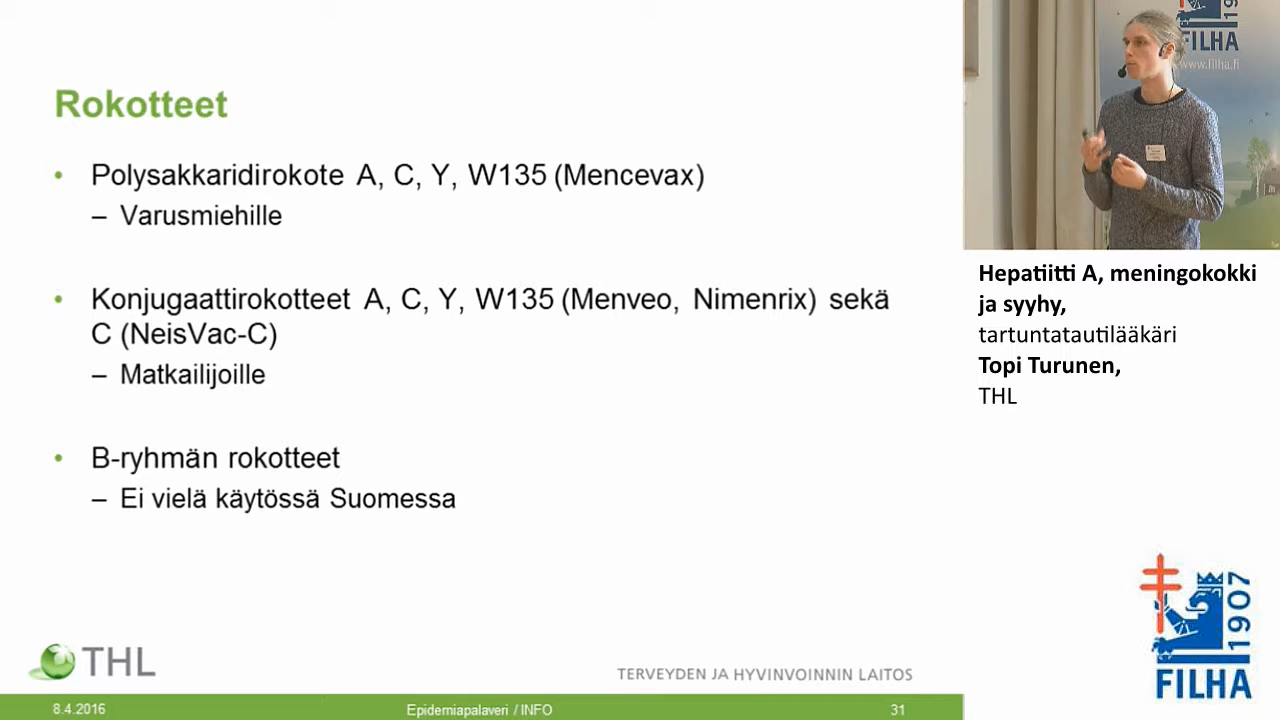 Rokotteet
• Polysakkaridirokote A, C, Y, W135 (Mencevax)
– Varusmiehille
• Konjugaattirokotteet A, C, Y, W135 (Menveo, Nimenrix) sekä
C (NeisVac-C)
– Matkailijoille
• B-ryhmän rokotteet
– Ei vielä käytössä Suomessa
THL
TERVEYDEN JA HYVINVOINNIN LAITOS
8.4.2016
Epidemiapalaveri / INFO
31
FILHA
www.filha.fi
Hepatiitti A, meningokokki
ja syyhy,
tartuntatautilääkäri
Topi Turunen,
THL
1907
FILHA